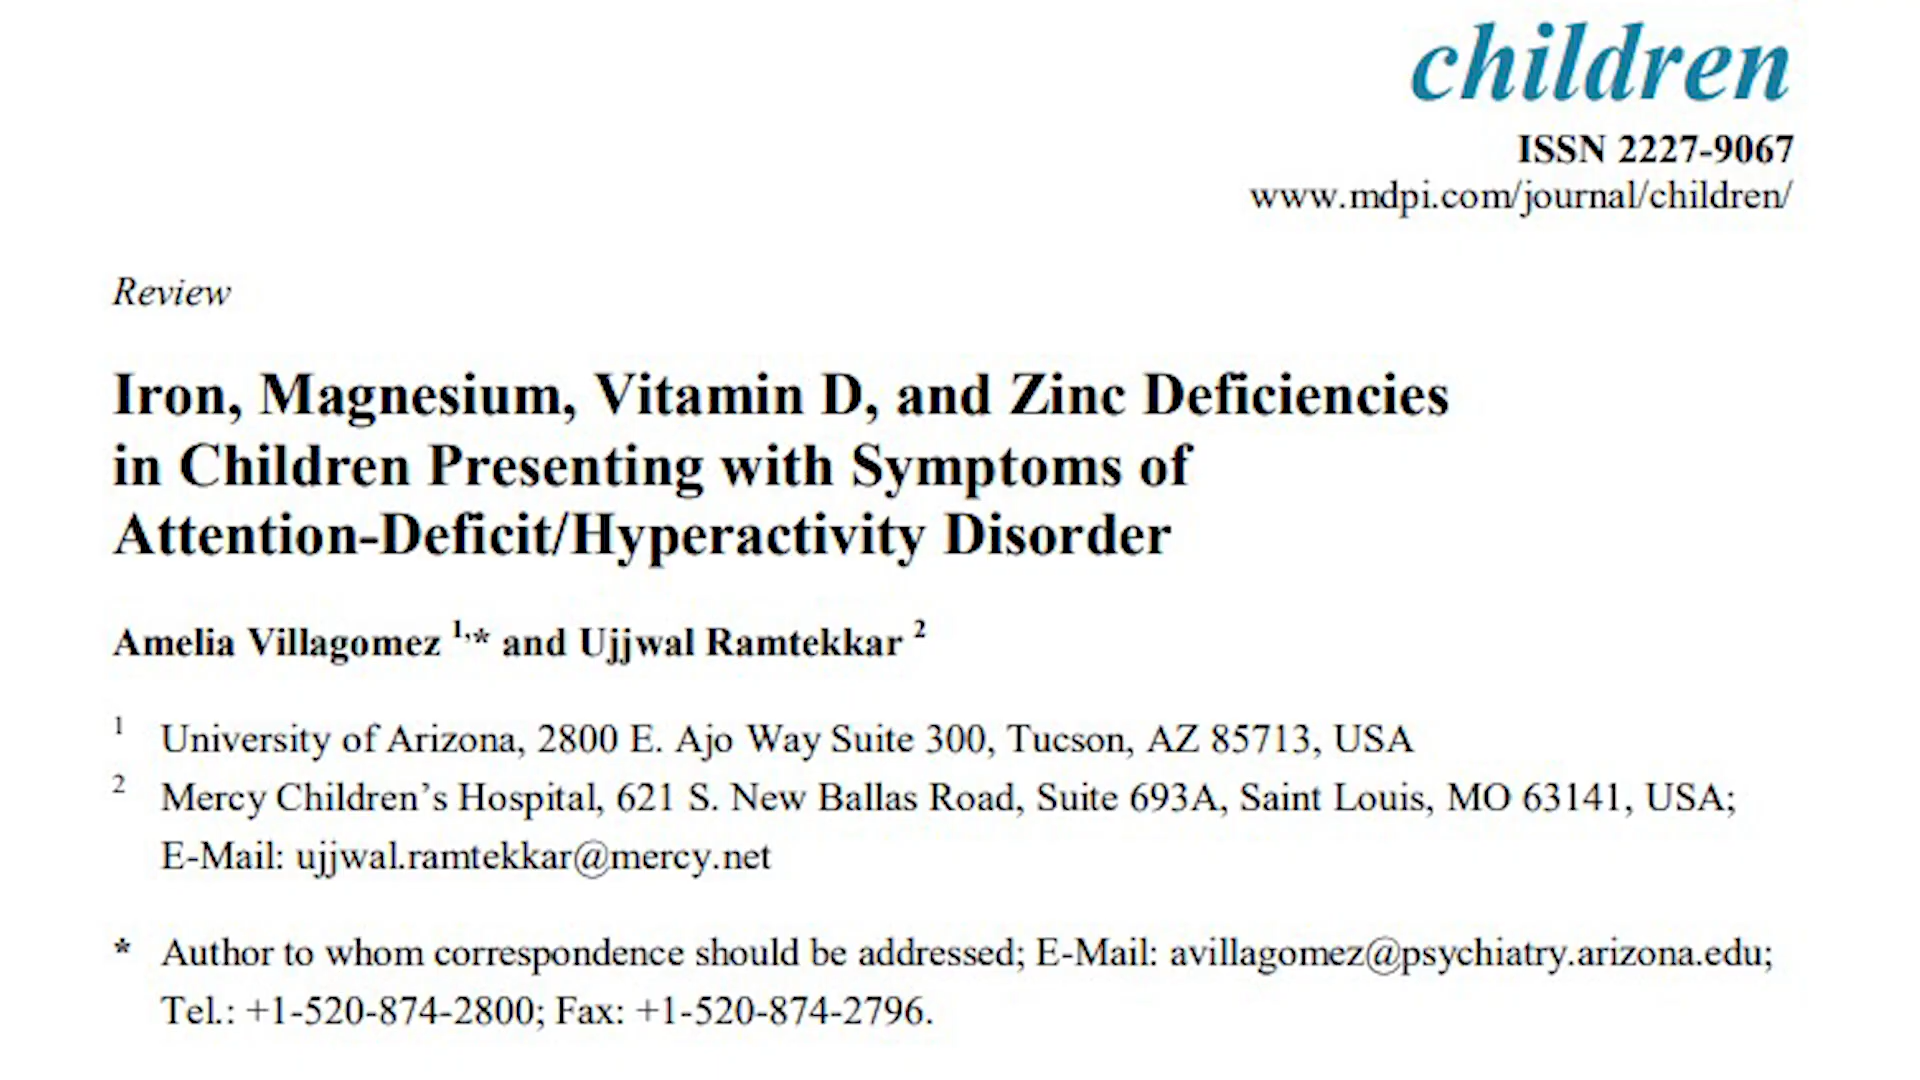 children
ISSN 2227-9067
www.mdpi.com/journal/children/
Review
Iron, Magnesium, Vitamin D, and Zinc Deficiencies
in Children Presenting with Symptoms of
Attention-Deficit/Hyperactivity Disorder
Amelia Villagomez 1,* and Ujjwal Ramtekkar 2
1 University of Arizona, 2800 E. Ajo Way Suite 300, Tucson, AZ 85713, USA
2 Mercy Children’s Hospital, 621 S. New Ballas Road, Suite 693A, Saint Louis, MO 63141, USA;
E-Mail: ujjwal.ramtekkar@mercy.net
* Author to whom correspondence should be addressed; E-Mail: avillagomez@psychiatry.arizona.edu;
Tel.: +1-520-874-2800; Fax: +1-520-874-2796.